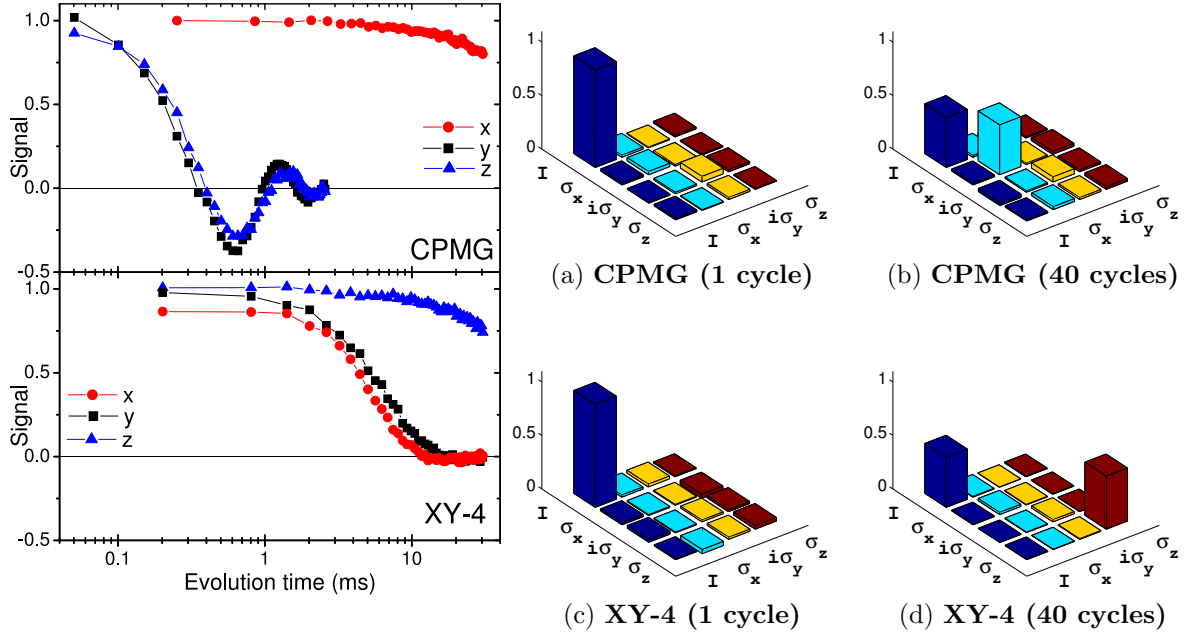 1.0
0.5
0.0
-0.5
Signal
x
y
z
CPMG
1.0
0.5
0.0
-0.5
Signal
x
y
z
XY-4
0.1 1 10
Evolution time (ms)
1
0.5
0
I σx iσy σz
I σx iσy σz
(a) CPMG (1 cycle)
1
0.5
0
I σx iσy σz
I σx iσy σz
(b) CPMG (40 cycles)
1
0.5
0
I σx iσy σz
I σx iσy σz
(c) XY-4 (1 cycle)
1
0.5
0
I σx iσy σz
I σx iσy σz
(d) XY-4 (40 cycles)